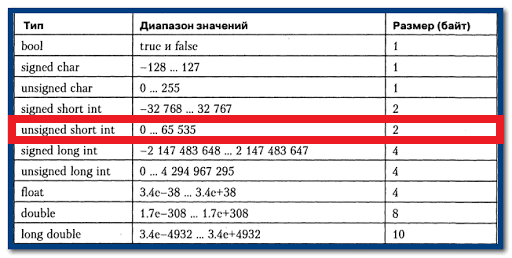 Тип Диапазон значений Размер (байт)
bool true и false 1
signed char −128 ... 127 1
unsigned char 0 ... 255 1
signed short int −32 768 ... 32 767 2
unsigned short int 0 ... 65 535 2
signed long int −2 147 483 648 ... 2 147 483 647 4
unsigned long int 0 ... 4 294 967 295 4
float 3.4e−38 ... 3.4e+38 4
double 1.7e−308 ... 1.7e+308 8
long double 3.4e−4932 ... 3.4e+4932 10